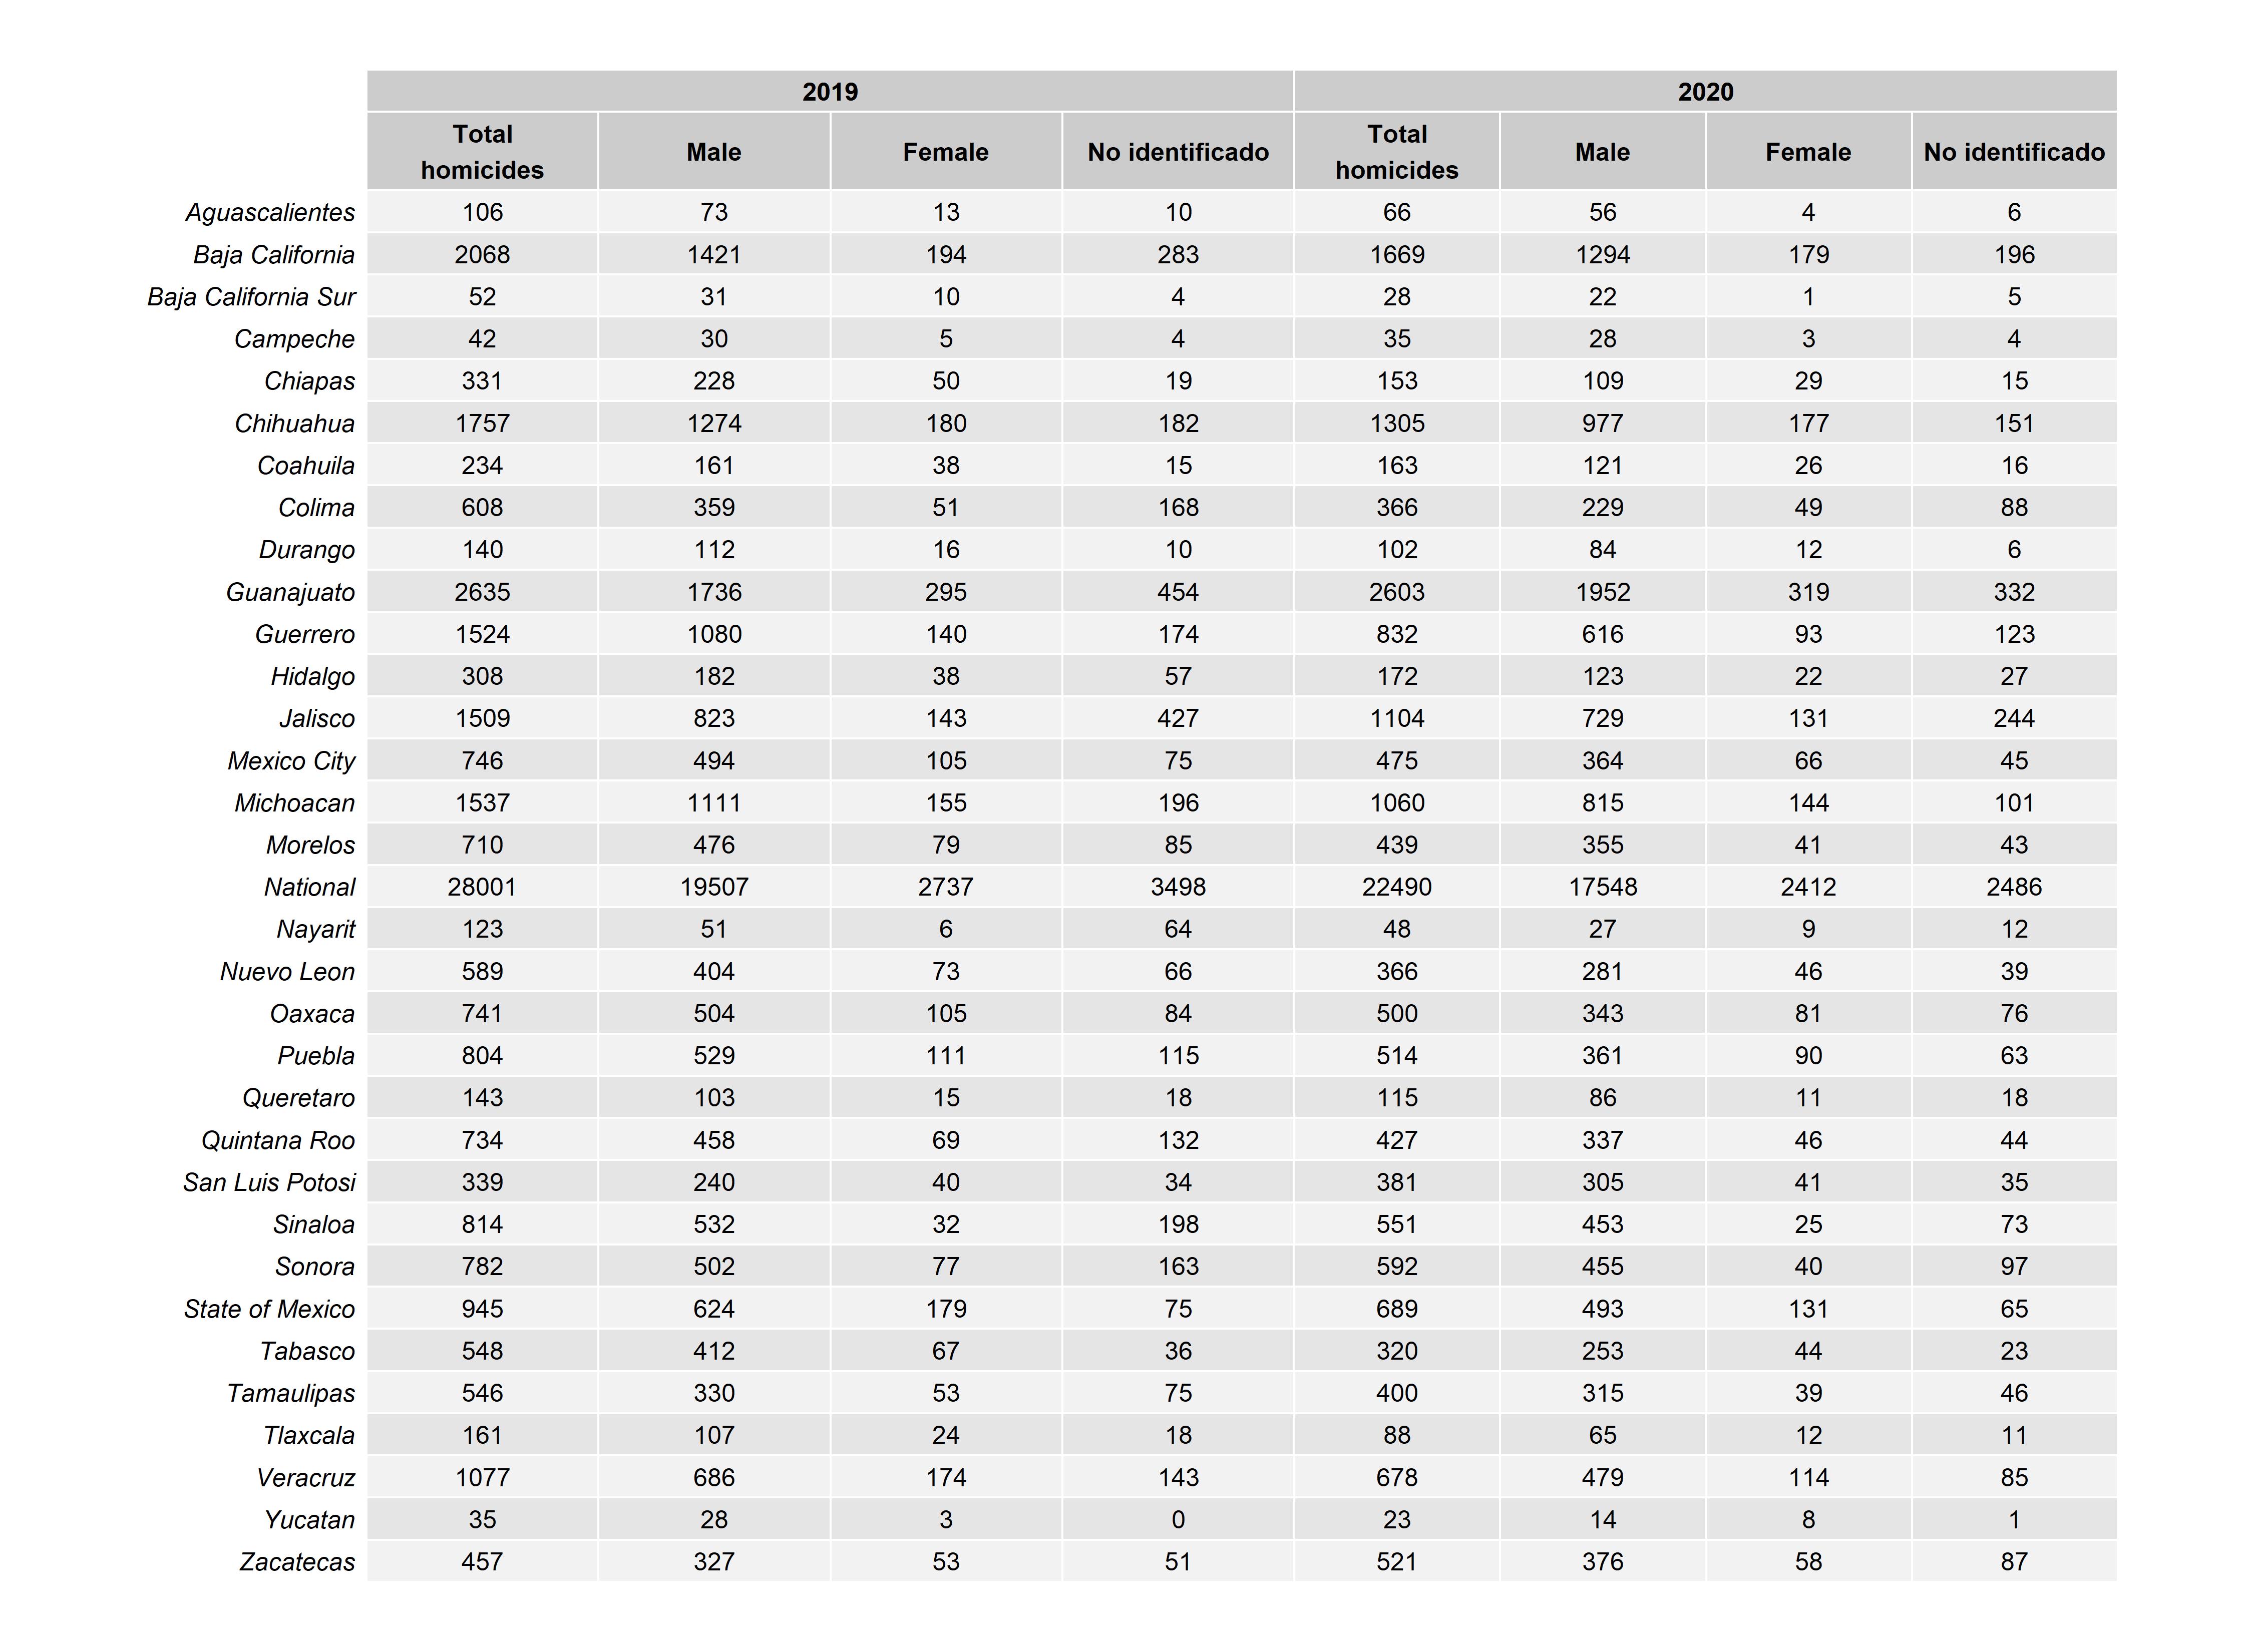 2019 2020
Total homicides Male Female No identificado Total homicides Male Female No identificado
Aguascalientes 106 73 13 10 66 56 4 6
Baja California 2068 1421 194 283 1669 1294 179 196
Baja California Sur 52 31 10 4 28 22 1 5
Campeche 42 30 5 4 35 28 3 4
Chiapas 331 228 50 19 153 109 29 15
Chihuahua 1757 1274 180 182 1305 977 177 151
Coahuila 234 161 38 15 163 121 26 16
Colima 608 359 51 168 366 229 49 88
Durango 140 112 16 10 102 84 12 6
Guanajuato 2635 1736 295 454 2603 1952 319 332
Guerrero 1524 1080 140 174 832 616 93 123
Hidalgo 308 182 38 57 172 123 22 27
Jalisco 1509 823 143 427 1104 729 131 244
Mexico City 746 494 105 75 475 364 66 45
Michoacan 1537 1111 155 196 1060 815 144 101
Morelos 710 476 79 85 439 355 41 43
National 28001 19507 2737 3498 22490 17548 2412 2486
Nayarit 123 51 6 64 48 27 9 12
Nuevo Leon 589 404 73 66 366 281 46 39
Oaxaca 741 504 105 84 500 343 81 76
Puebla 804 529 111 115 514 361 90 63
Queretaro 143 103 15 18 115 86 11 18
Quintana Roo 734 458 69 132 427 337 46 44
San Luis Potosi 339 240 40 34 381 305 41 35
Sinaloa 814 532 32 198 551 453 25 73
Sonora 782 502 77 163 592 455 40 97
State of Mexico 945 624 179 75 689 493 131 65
Tabasco 548 412 67 36 320 253 44 23
Tamaulipas 546 330 53 75 400 315 39 46
Tlaxcala 161 107 24 18 88 65 12 11
Veracruz 1077 686 174 143 678 479 114 85
Yucatan 35 28 3 0 23 14 8 1
Zacatecas 457 327 53 51 521 376 58 87